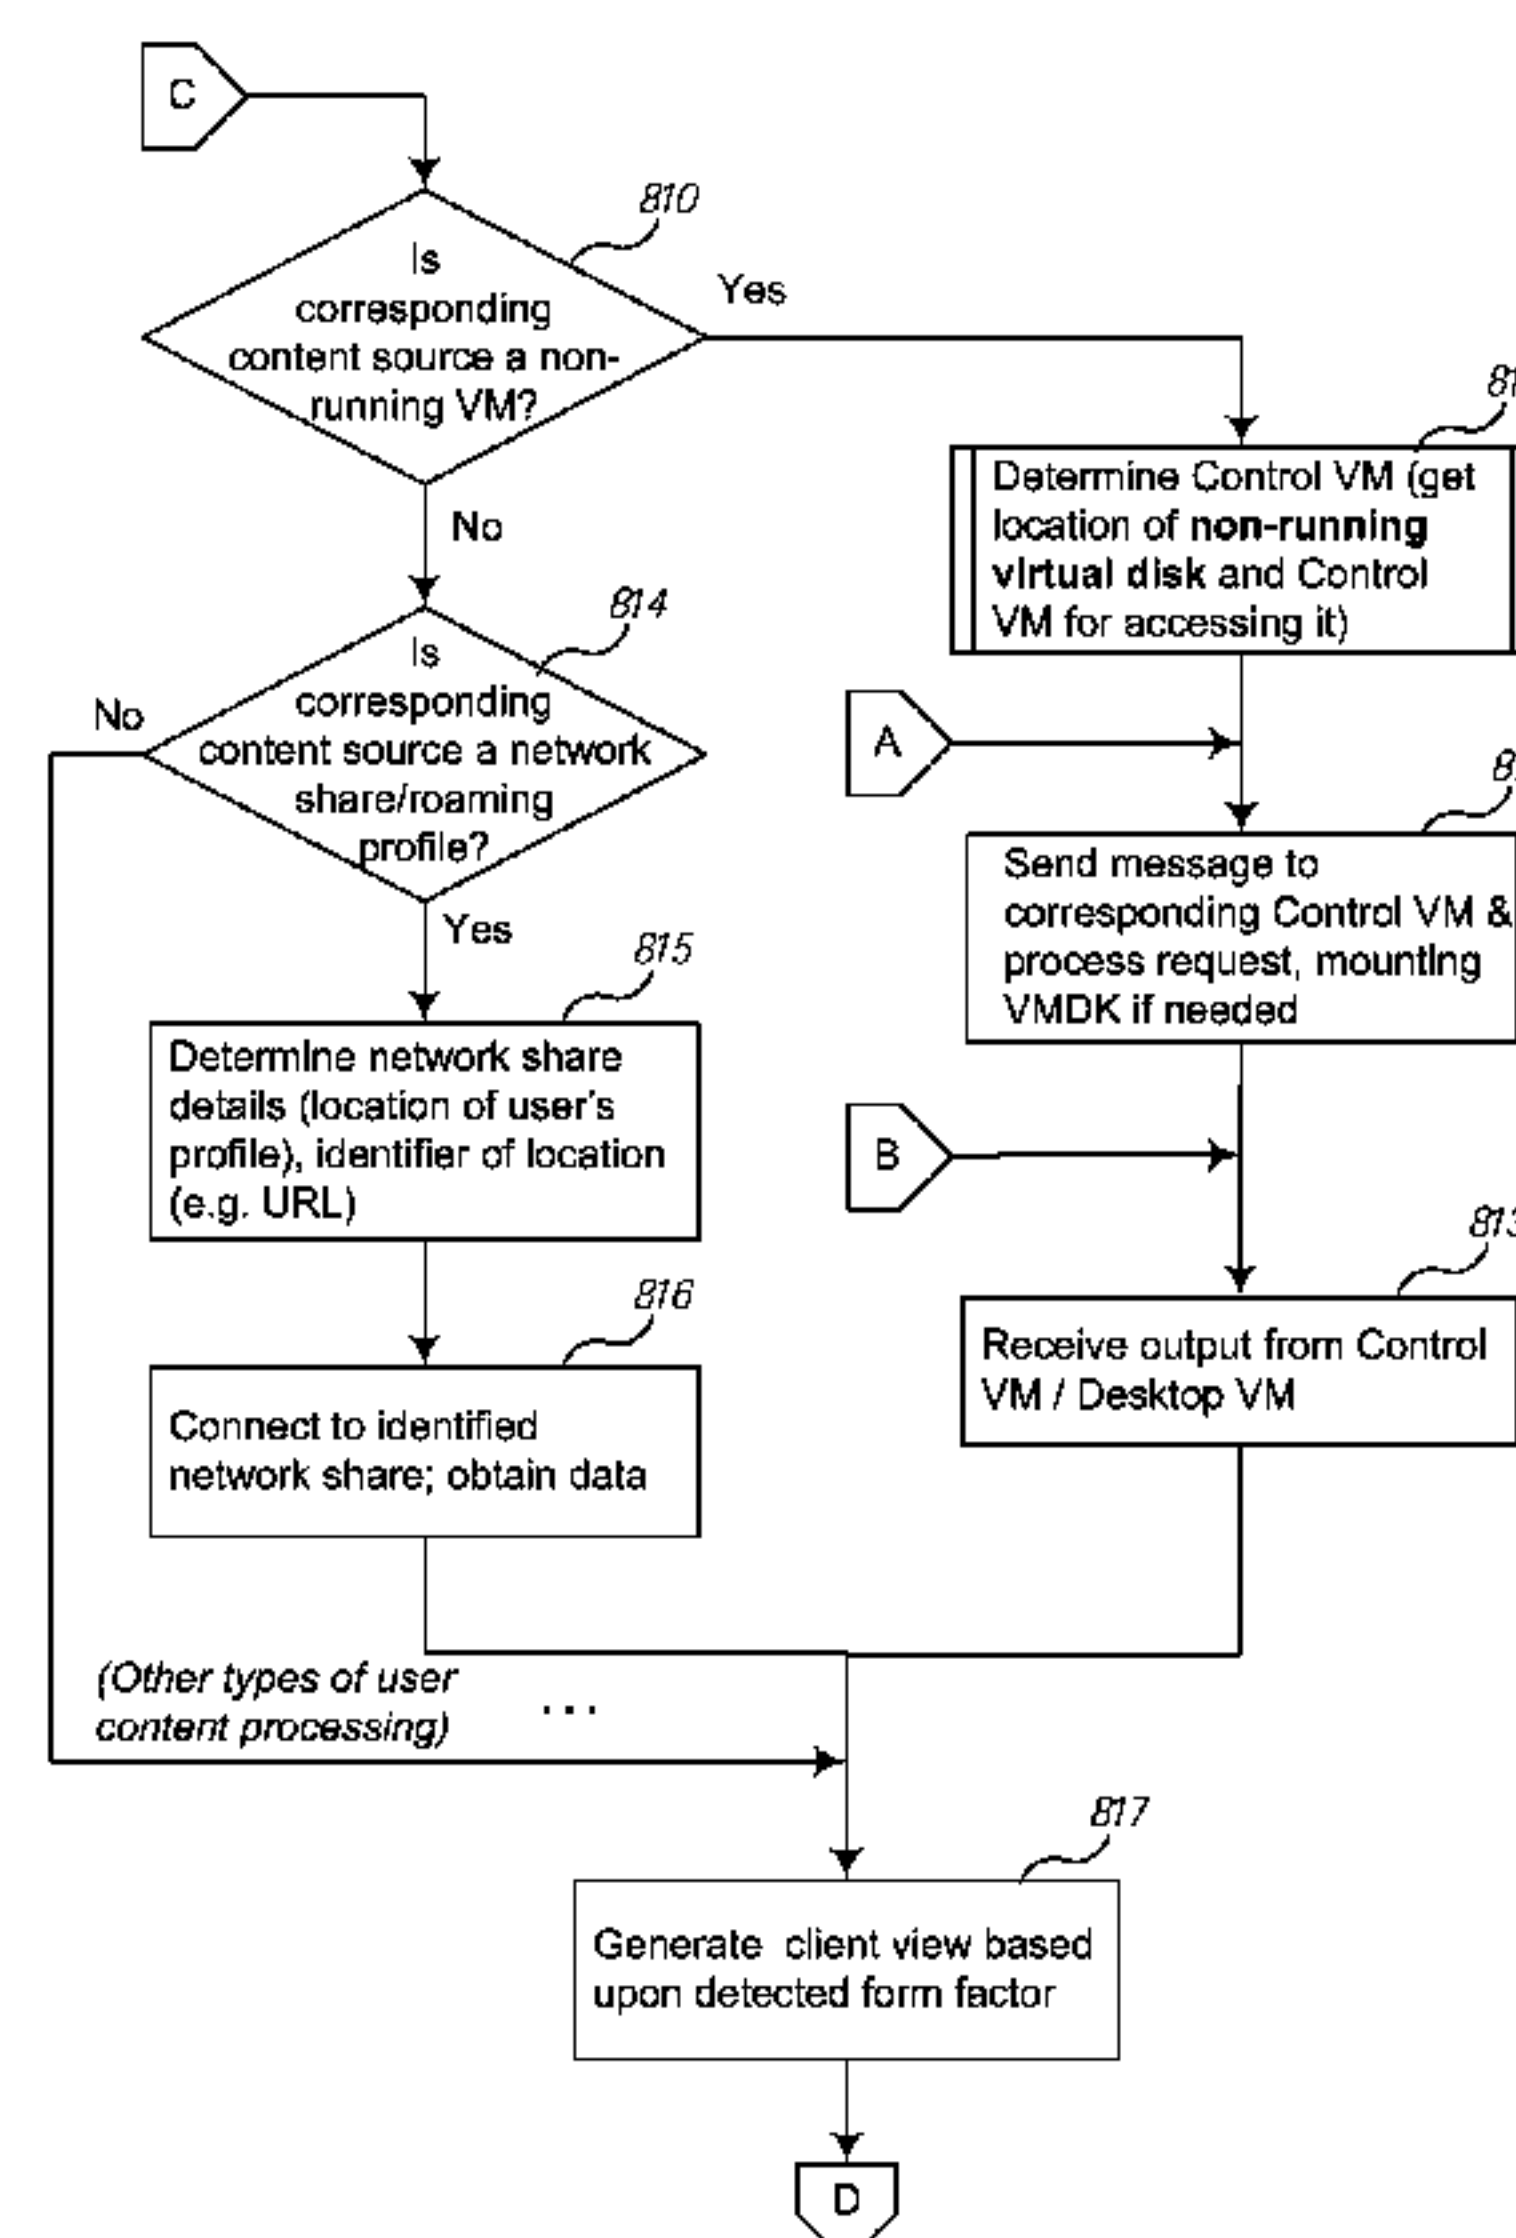 C
810
Is
corresponding
content source a non-
running VM?
Yes
No
Determine Control VM (get
location of non-running
virtual disk and Control
VM for accessing it)
814
Is
corresponding
content source a network
share/roaming
profile?
No
Yes
A
Send message to
corresponding Control VM &
process request, mounting
VMDK if needed
815
Determine network share
details (location of user's
profile), identifier of location
(e.g. URL)
B
813
Receive output from Control
VM / Desktop VM
816
Connect to identified
network share; obtain data
(Other types of user
content processing)
...
817
Generate client view based
upon detected form factor
D